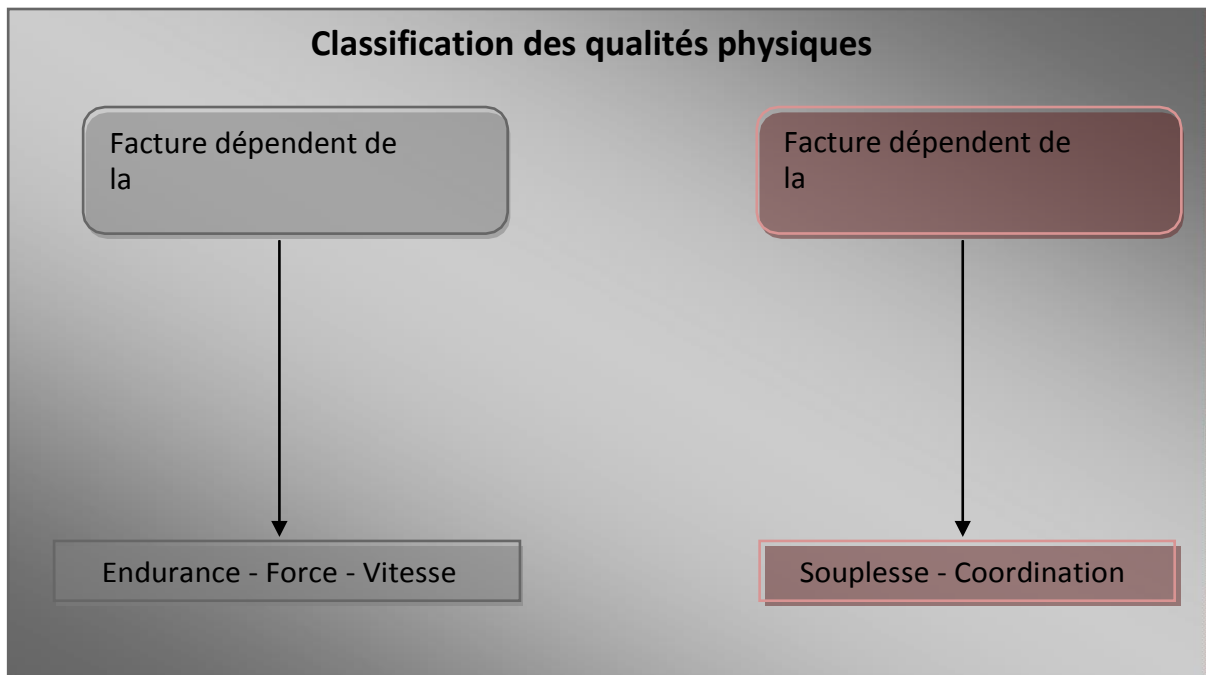 Classification des qualités physiques
Facture dépendent de
la
Facture dépendent de
la
Endurance - Force - Vitesse
Souplesse - Coordination